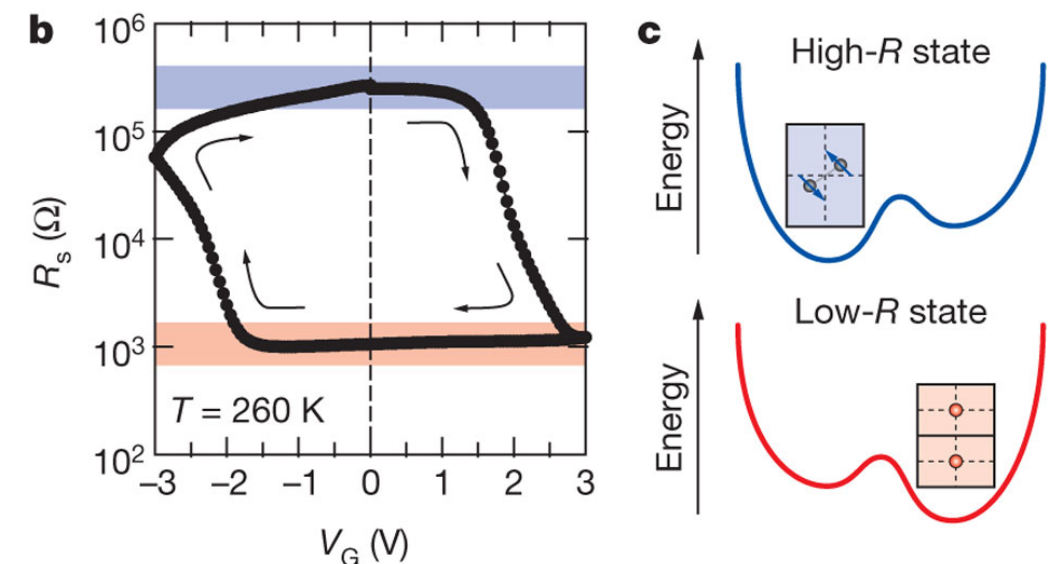 b
10⁶
10⁵
10⁴
10³
10²
Rₛ (Ω)
T = 260 K
−3 −2 −1 0 1 2 3
V_G (V)
c
High-R state
Energy
Low-R state
Energy